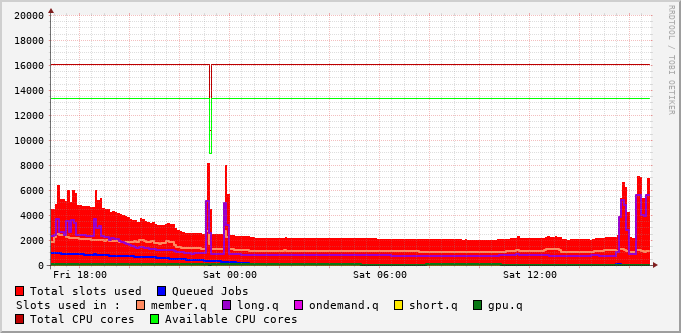 RRDTOOL / TOBI OETIKER
20000
18000
16000
14000
12000
10000
8000
6000
4000
2000
0
Fri 18:00 Sat 00:00 Sat 06:00 Sat 12:00
Total slots used Queued Jobs
Slots used in : member.q long.q ondemand.q short.q gpu.q
Total CPU cores Available CPU cores